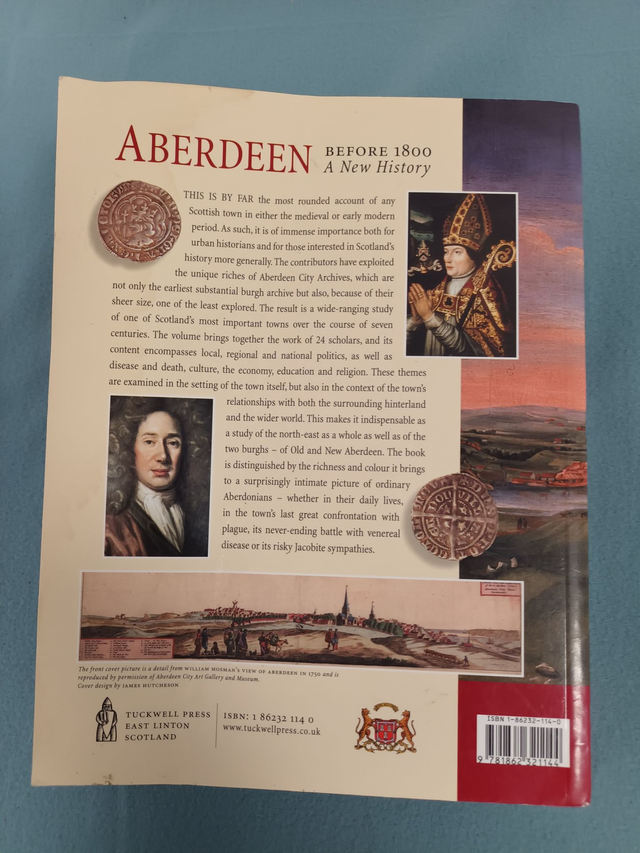 ABERDEEN BEFORE 1800
A New History
THIS IS BY FAR the most rounded account of any
Scottish town in either the medieval or early modern
period. As such, it is of immense importance both for
urban historians and for those interested in Scotland's
history more generally. The contributors have exploited
the unique riches of Aberdeen City Archives, which are
not only the earliest substantial burgh archive but also, because of their
sheer size, one of the least explored. The result is a wide-ranging study
of one of Scotland's most important towns over the course of seven
centuries. The volume brings together the work of 24 scholars, and its
content encompasses local, regional and national politics, as well as
disease and death, culture, the economy, education and religion. These themes
are examined in the setting of the town itself, but also in the context of the town's
relationships with both the surrounding hinterland
and the wider world. This makes it indispensable as
a study of the north-east as a whole as well as of the
two burghs – of Old and New Aberdeen. The book
is distinguished by the richness and colour it brings
to a surprisingly intimate picture of ordinary
Aberdonians – whether in their daily lives,
in the town's last great confrontation with
plague, its never-ending battle with venereal
disease or its risky Jacobite sympathies.
The front cover picture is a detail from WILLIAM MOSMAN'S VIEW OF ABERDEEN IN 1750 and is
reproduced by permission of Aberdeen City Art Gallery and Museum.
Cover design by JAMES HUTCHESON
TUCKWELL PRESS
EAST LINTON
SCOTLAND
ISBN: 1 86232 114 0
www.tuckwellpress.co.uk
ISBN 1-86232-114-0
9 781862 321144